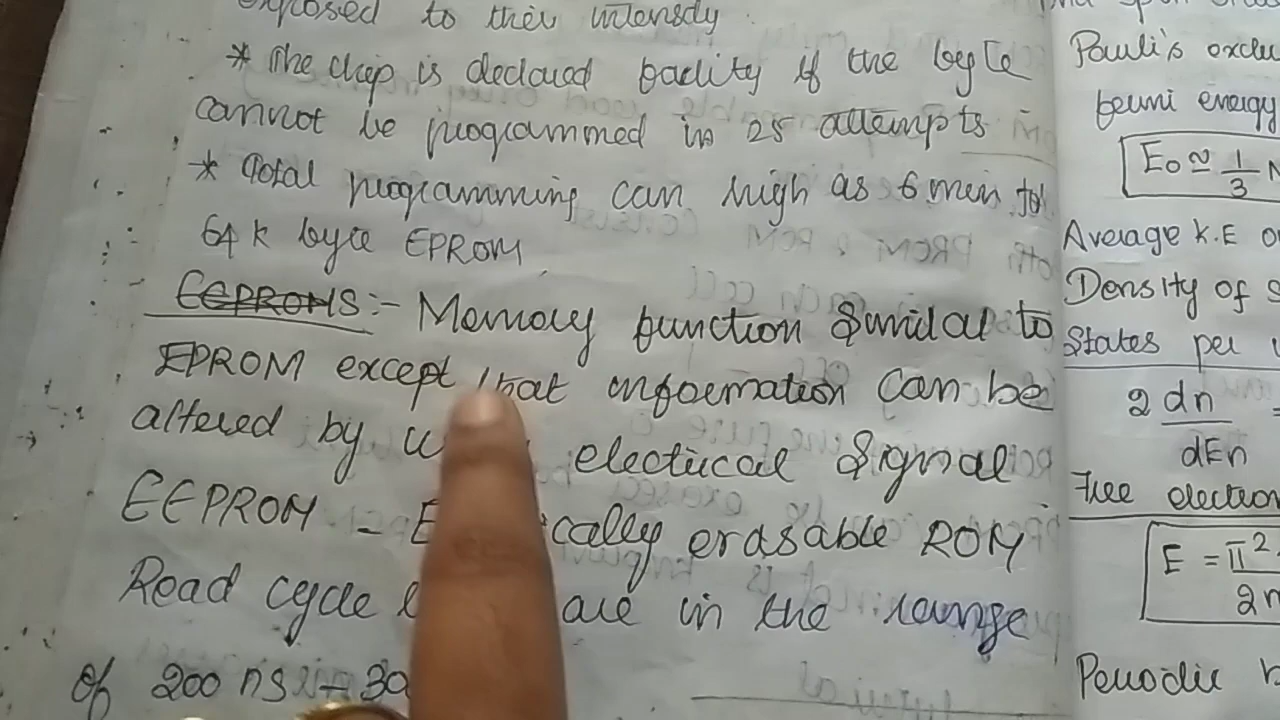 exposed to their intensity
* The chip is declared faulity if the byte
cannot be programmed in 25 attempts
* Total programming can high as 6 min for
64 k byte EPROM
EEPROMS:- Memory function Similar to
EPROM except that information Can be
altered by electrical Signal
EEPROM - Electrically erasable ROM
Read cycle are in the range
of 200 ns - 30
Pauli's exclu
fermi energy
E0 ≃ 1/3 N
Average K.E o
Density of S
States per
2 dn/dEn =
Free electron
E = π²/2m
Periodic